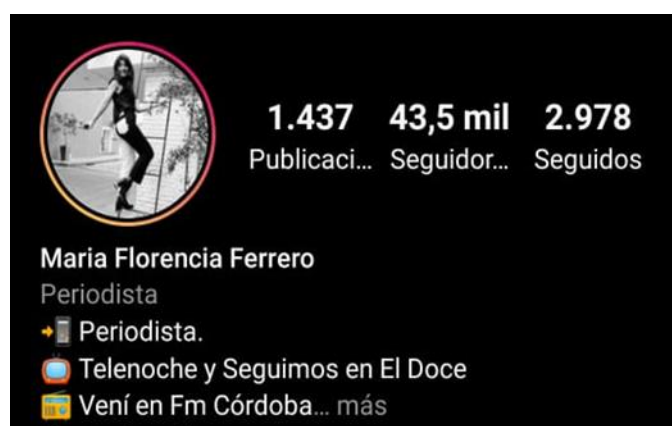 1.437 43,5 mil 2.978
Publicaci... Seguidor... Seguidos
Maria Florencia Ferrero
Periodista
Periodista.
Telenoche y Seguimos en El Doce
Vení en Fm Córdoba... más